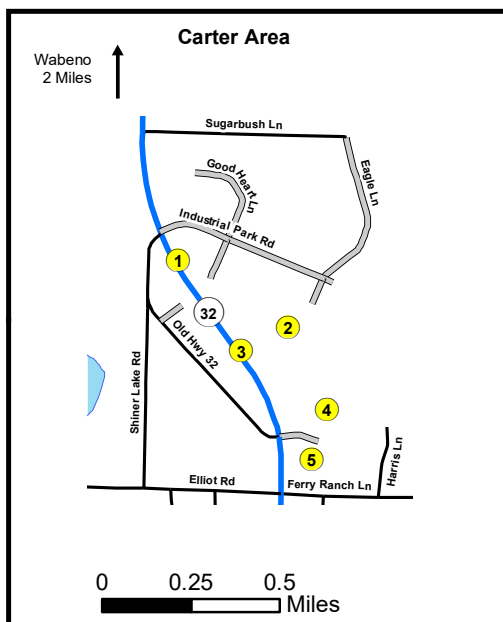 Carter Area
Wabeno
2 Miles
Sugarbush Ln
Good Heart Ln
Eagle Ln
Industrial Park Rd
1
32
2
Old Hwy 32
3
Shiner Lake Rd
4
5
Harris Ln
Elliot Rd
Ferry Ranch Ln
0 0.25 0.5
Miles